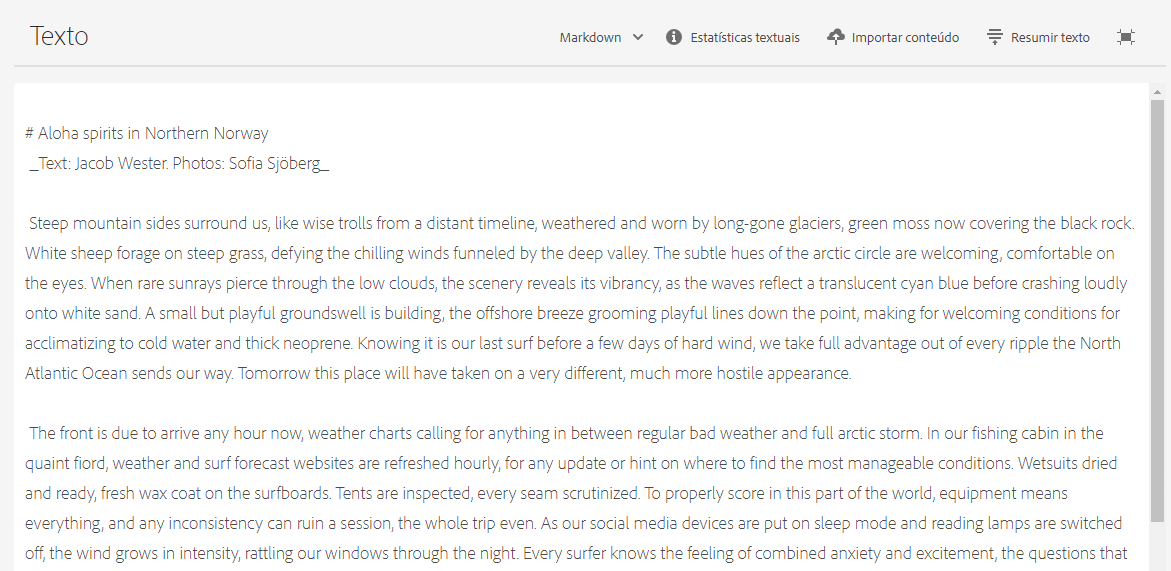 Texto
Markdown
Estatísticas textuais
Importar conteúdo
Resumir texto
# Aloha spirits in Northern Norway
_Text: Jacob Wester. Photos: Sofia Sjöberg_
Steep mountain sides surround us, like wise trolls from a distant timeline, weathered and worn by long-gone glaciers, green moss now covering the black rock.
White sheep forage on steep grass, defying the chilling winds funneled by the deep valley. The subtle hues of the arctic circle are welcoming, comfortable on
the eyes. When rare sunrays pierce through the low clouds, the scenery reveals its vibrancy, as the waves reflect a translucent cyan blue before crashing loudly
onto white sand. A small but playful groundswell is building, the offshore breeze grooming playful lines down the point, making for welcoming conditions for
acclimatizing to cold water and thick neoprene. Knowing it is our last surf before a few days of hard wind, we take full advantage out of every ripple the North
Atlantic Ocean sends our way. Tomorrow this place will have taken on a very different, much more hostile appearance.
The front is due to arrive any hour now, weather charts calling for anything in between regular bad weather and full arctic storm. In our fishing cabin in the
quaint fiord, weather and surf forecast websites are refreshed hourly, for any update or hint on where to find the most manageable conditions. Wetsuits dried
and ready, fresh wax coat on the surfboards. Tents are inspected, every seam scrutinized. To properly score in this part of the world, equipment means
everything, and any inconsistency can ruin a session, the whole trip even. As our social media devices are put on sleep mode and reading lamps are switched
off, the wind grows in intensity, rattling our windows through the night. Every surfer knows the feeling of combined anxiety and excitement, the questions that